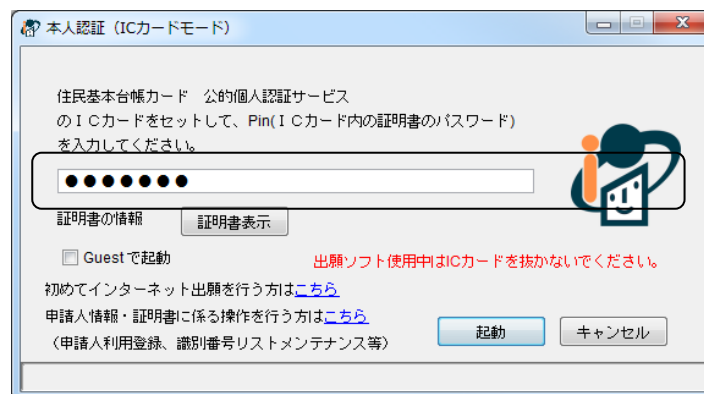 本人認証（ICカードモード）
住民基本台帳カード　公的個人認証サービス
のＩＣカードをセットして、Pin(ＩＣカード内の証明書のパスワード)
を入力してください。
●●●●●●●
証明書の情報　証明書表示
Guestで起動
出願ソフト使用中はICカードを抜かないでください。
初めてインターネット出願を行う方はこちら
申請人情報・証明書に係る操作を行う方はこちら
（申請人利用登録、識別番号リストメンテナンス等）
起動　キャンセル